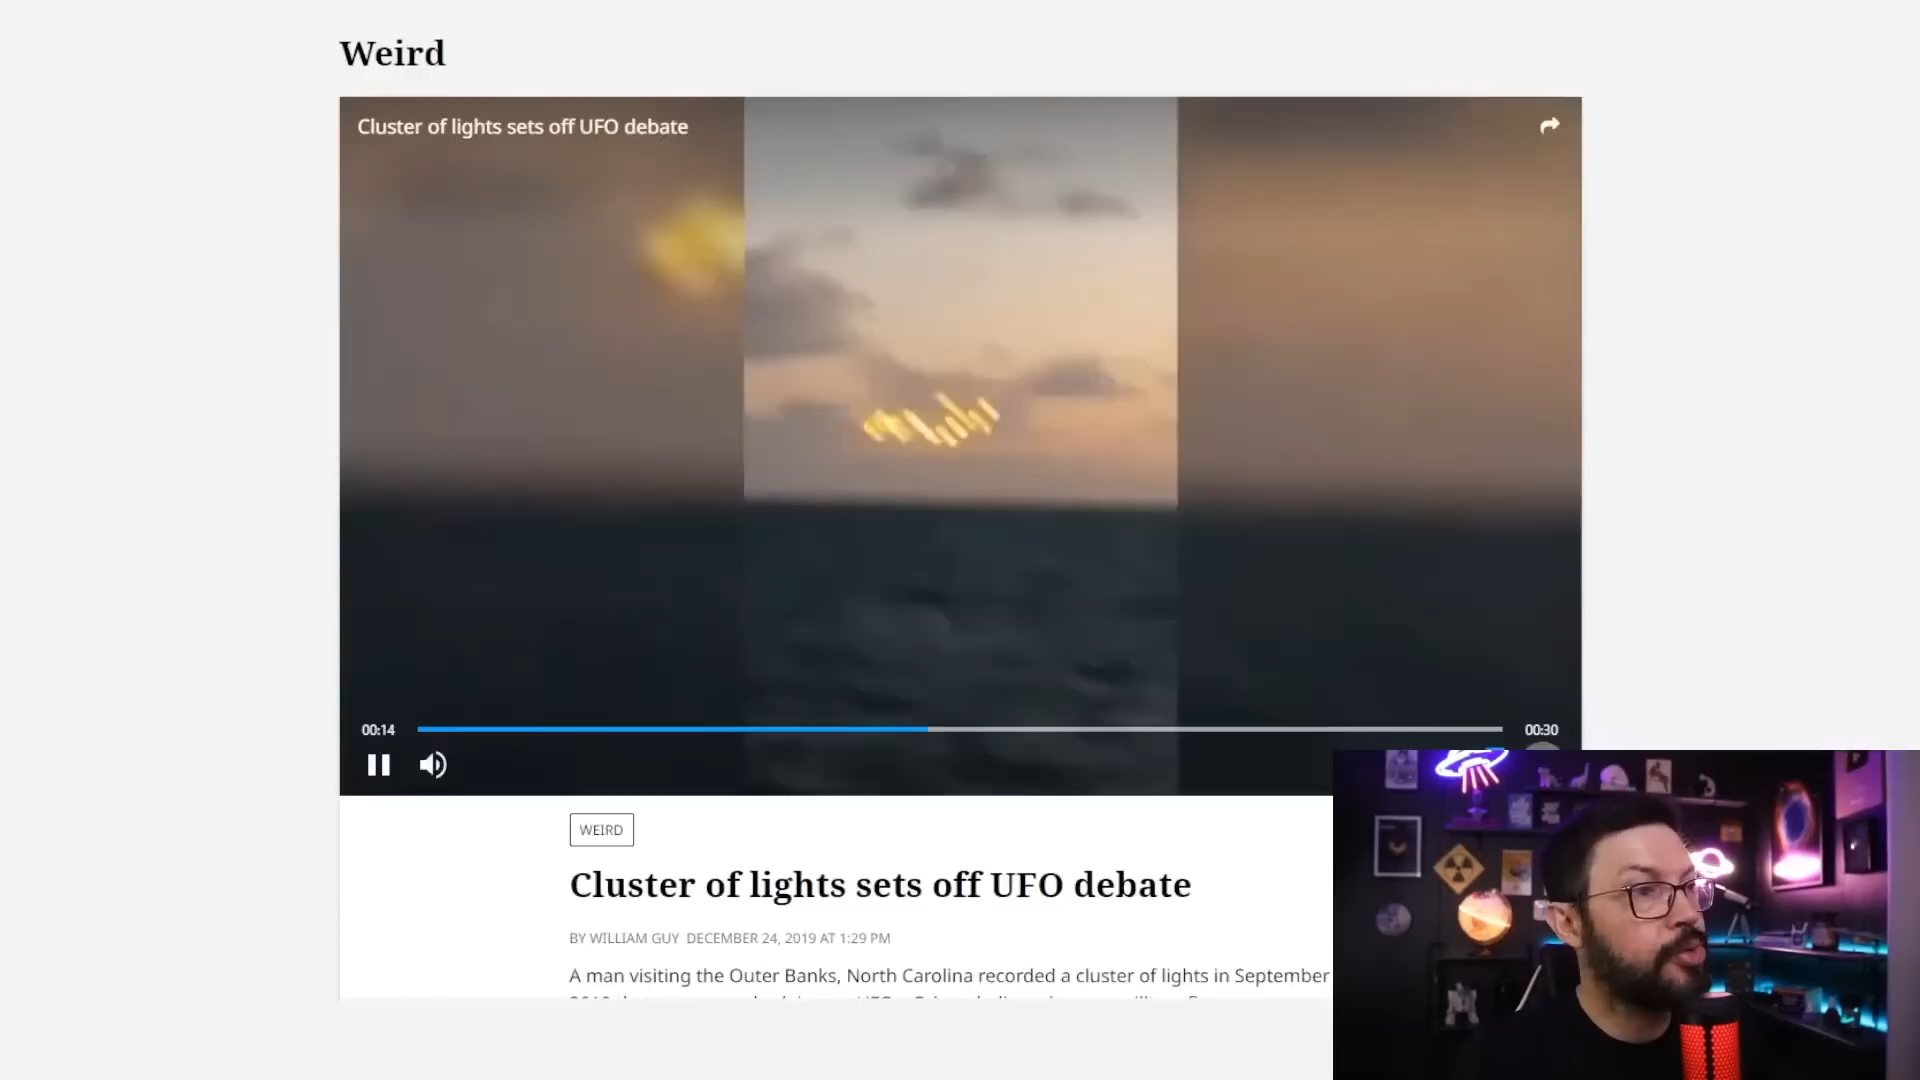 Weird
Cluster of lights sets off UFO debate
00:14
00:30
WEIRD
Cluster of lights sets off UFO debate
BY WILLIAM GUY DECEMBER 24, 2019 AT 1:29 PM
A man visiting the Outer Banks, North Carolina recorded a cluster of lights in September